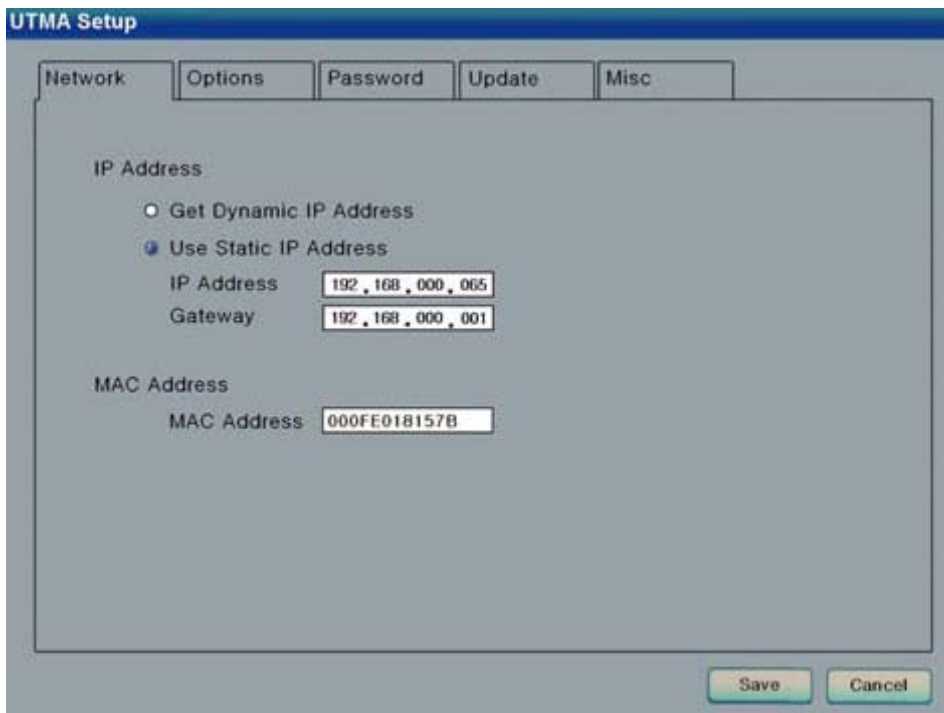 UTMA Setup
Network Options Password Update Misc
IP Address
Get Dynamic IP Address
Use Static IP Address
IP Address 192 . 168 . 000 . 065
Gateway 192 . 168 . 000 . 001
MAC Address
MAC Address 000FE018157B
Save Cancel